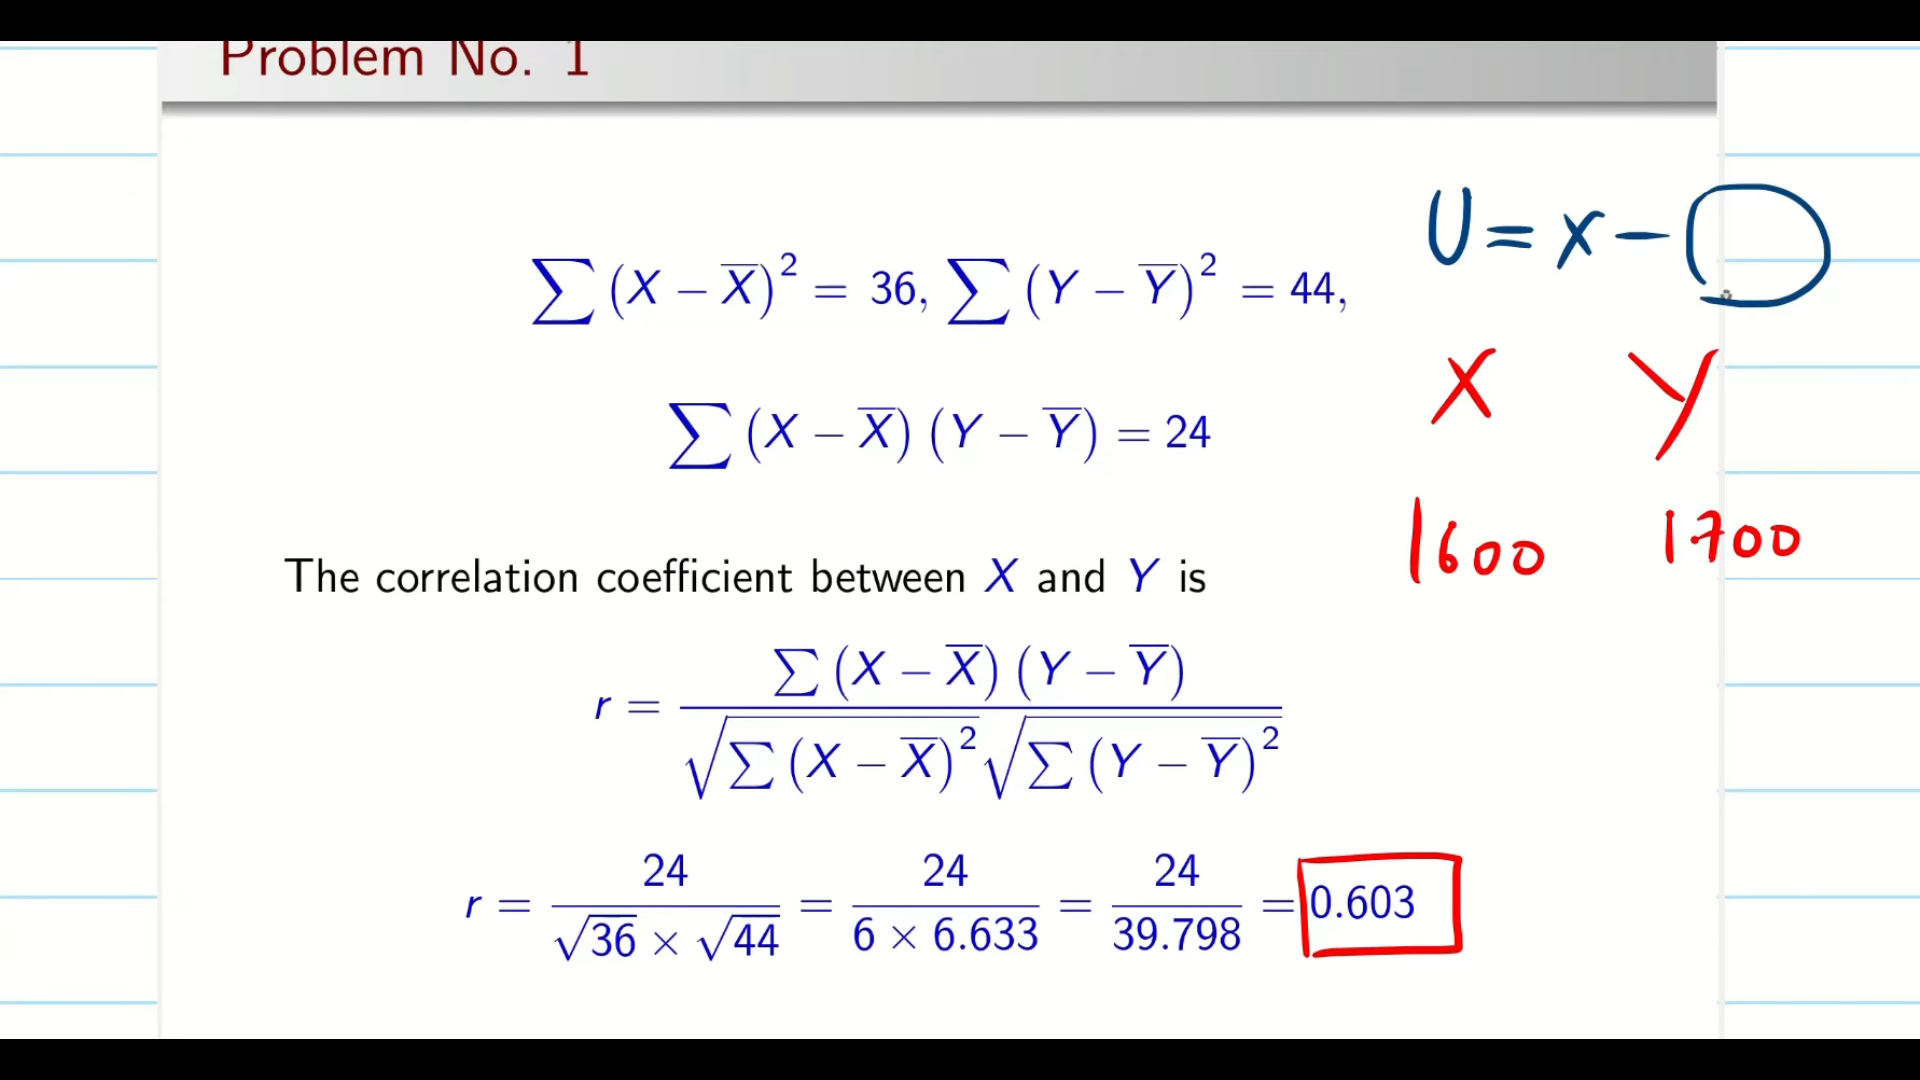 Problem No. 1
U = x −
∑ (X − X̅)² = 36, ∑ (Y − Y̅)² = 44,
X Y
∑ (X − X̅) (Y − Y̅) = 24
1600 1700
The correlation coefficient between X and Y is
r = ∑ (X − X̅) (Y − Y̅) / √∑ (X − X̅)² √∑ (Y − Y̅)²
r = 24 / √36 × √44 = 24 / 6 × 6.633 = 24 / 39.798 = 0.603